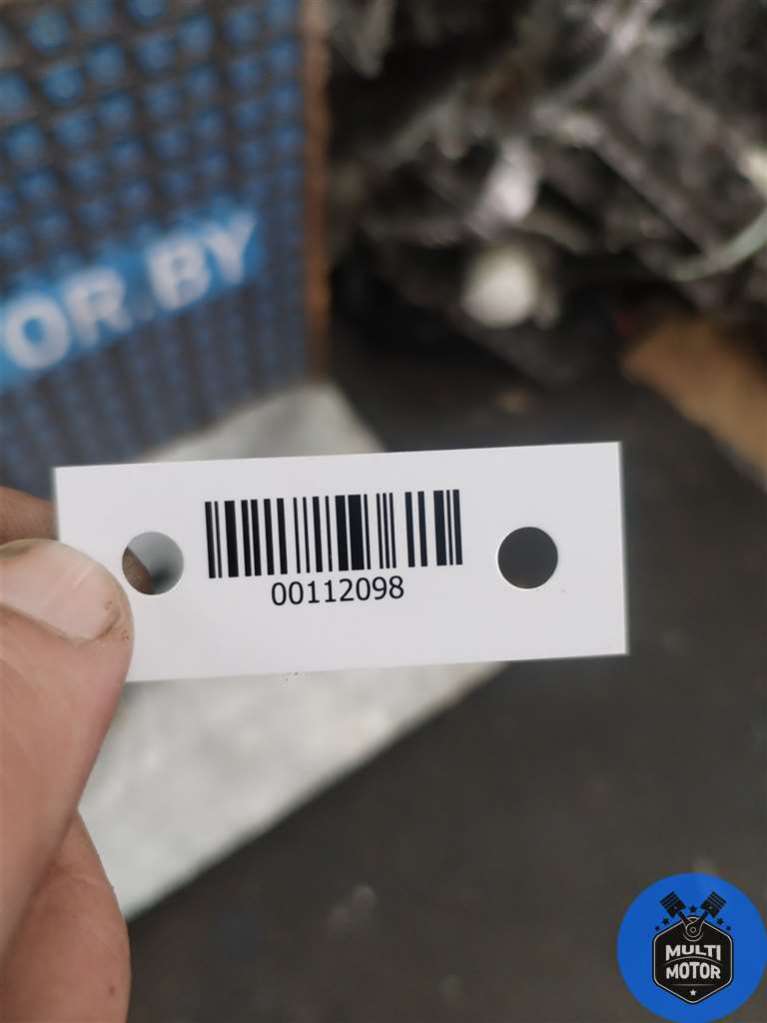 OR.BY
00112098
MULTI
MOTOR